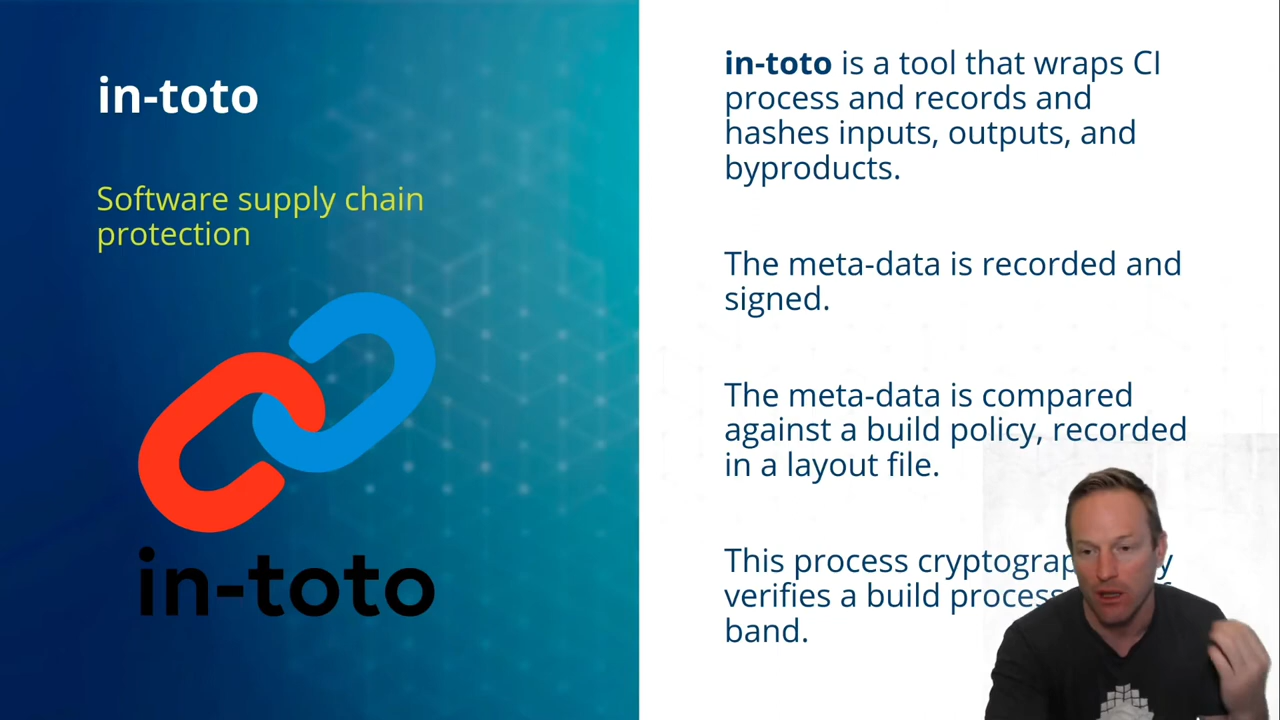 in-toto
Software supply chain
protection
in-toto
in-toto is a tool that wraps CI
process and records and
hashes inputs, outputs, and
byproducts.
The meta-data is recorded and
signed.
The meta-data is compared
against a build policy, recorded
in a layout file.
This process
verifies a build process
band.